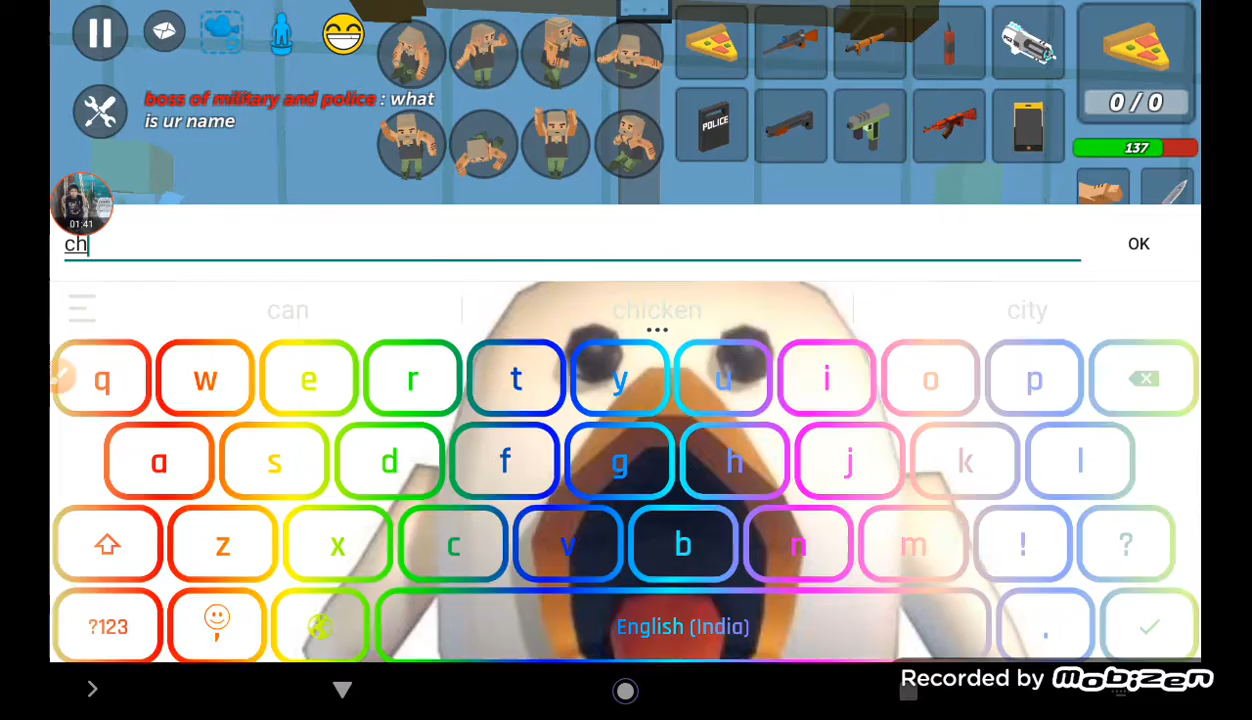 boss of military and police : what
is ur name
POLICE
0 / 0
137
01:41
ch
OK
can
chicken
city
q w e r t y u i o p
a s d f g h j k l
z x c v b n m ! ?
?123
,
English (India)
.
Recorded by MOBIZEN